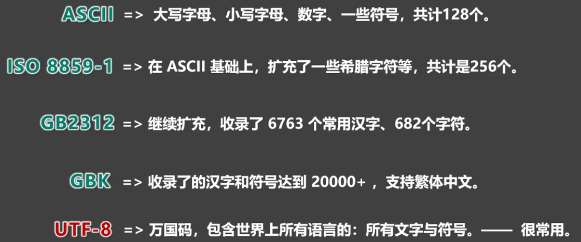 ASCII => 大写字母、小写字母、数字、一些符号，共计128个。
ISO 8859-1 => 在 ASCII 基础上，扩充了一些希腊字符等，共计是256个。
GB2312 => 继续扩充，收录了 6763 个常用汉字、682个字符。
GBK => 收录了的汉字和符号达到 20000+ ，支持繁体中文。
UTF-8 => 万国码，包含世界上所有语言的：所有文字与符号。—— 很常用。